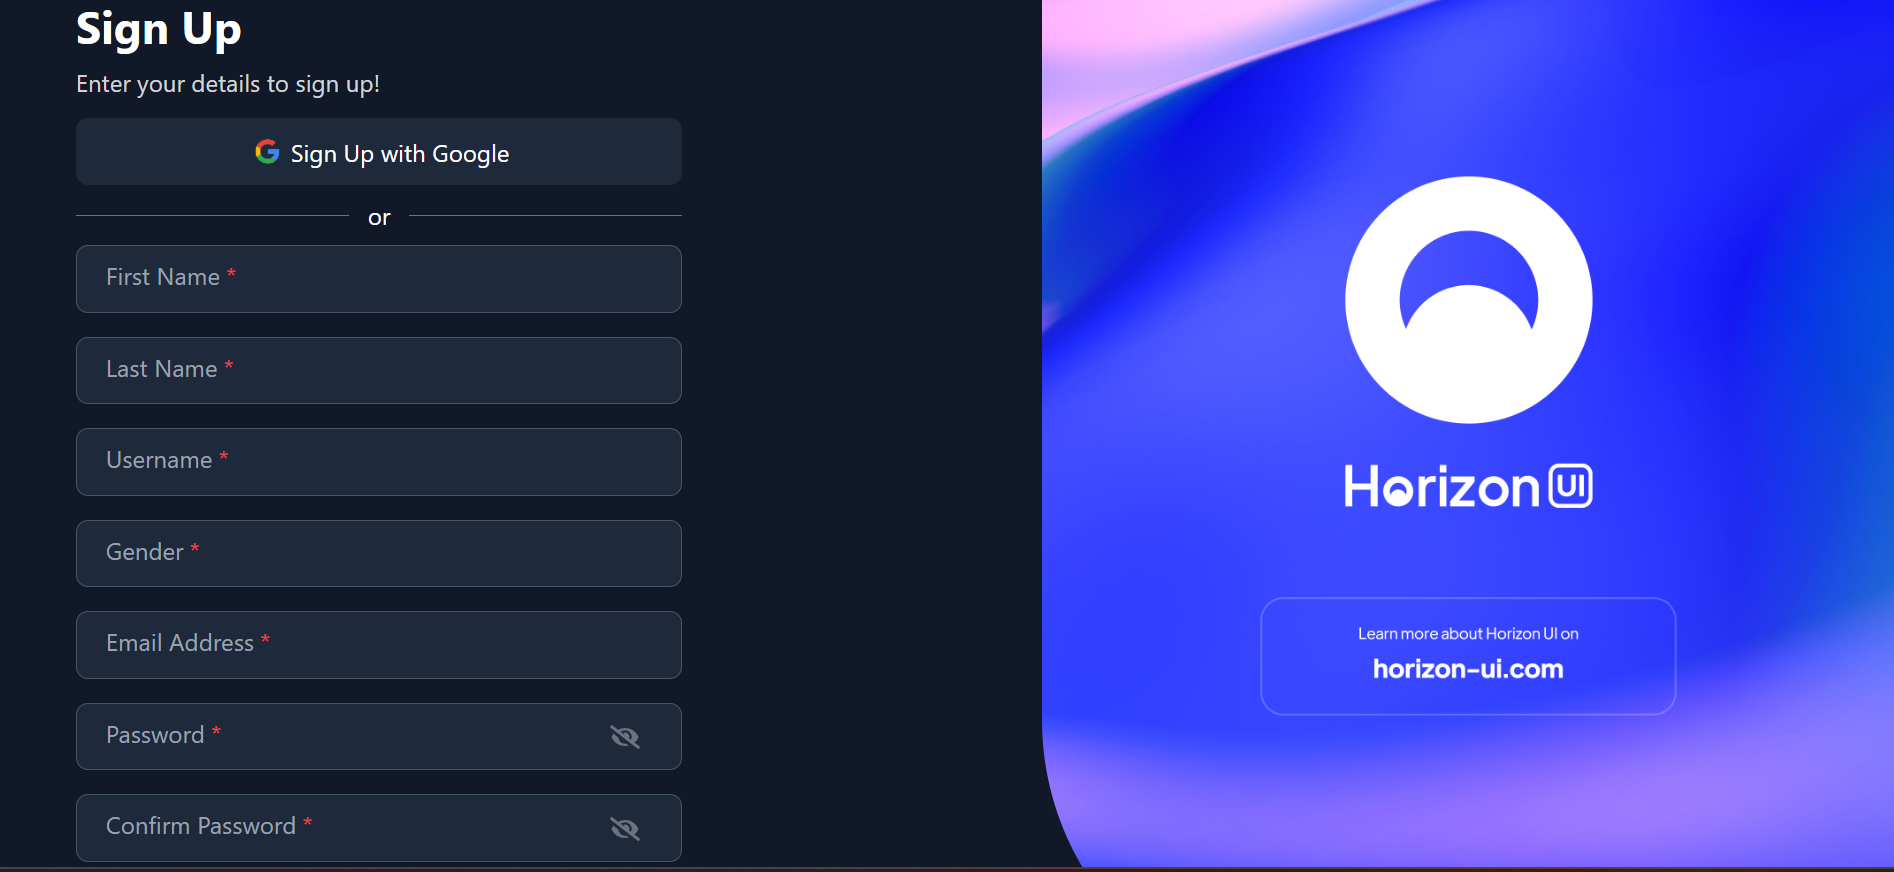 Sign Up
Enter your details to sign up!
Sign Up with Google
or
First Name *
Last Name *
Username *
Gender *
Email Address *
Password *
Confirm Password *
Horizon UI
Learn more about Horizon UI on
horizon-ui.com